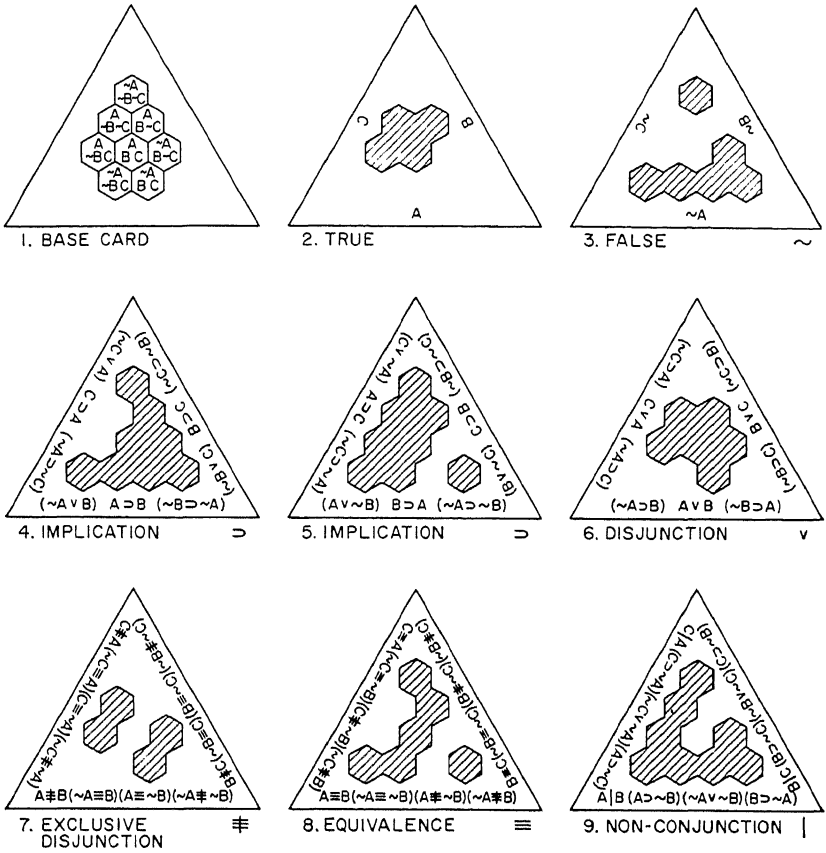 ~A
~B~C
A A
~B~C B~C
A A ~A
~BC BC B~C
~A ~A
~BC BC
1. BASE CARD
C
B
A
2. TRUE
~C
~B
~A
3. FALSE ~
(~C∨A) C⊃A (~A⊃~C)
(~B∨C) B⊃C (~C⊃~B)
(~A∨B) A⊃B (~B⊃~A)
4. IMPLICATION ⊃
(C∨~A) A⊃C (~C⊃~A)
(B∨~C) C⊃B (~B⊃~C)
(A∨~B) B⊃A (~A⊃~B)
5. IMPLICATION ⊃
(~C⊃A) C∨A (~A⊃C)
(~B⊃C) B∨C (~C⊃B)
(~A⊃B) A∨B (~B⊃A)
6. DISJUNCTION ∨
C≢A(~C≡A)(C≡~A)(~C≢~A)
B≢C(~B≡C)(B≡~C)(~B≢~C)
A≢B(~A≡B)(A≡~B)(~A≢~B)
7. EXCLUSIVE ≢
DISJUNCTION
C≡A(~C≡~B)(C≢~B)(~C≢B)
B≡C(~B≡~C)(B≢~C)(~B≢C)
A≡B(~A≡~B)(A≢~B)(~A≢B)
8. EQUIVALENCE ≡
C|A(C⊃~A)(~C∨~A)(A⊃~C)
B|C(B⊃~C)(~B∨~C)(C⊃~B)
A|B(A⊃~B)(~A∨~B)(B⊃~A)
9. NON-CONJUNCTION |